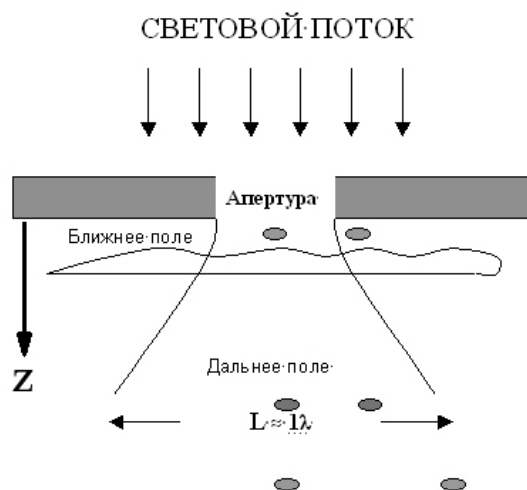 СВЕТОВОЙ ПОТОК
Апертура
Ближнее поле
Z
Дальнее поле
L ≈ 1λ